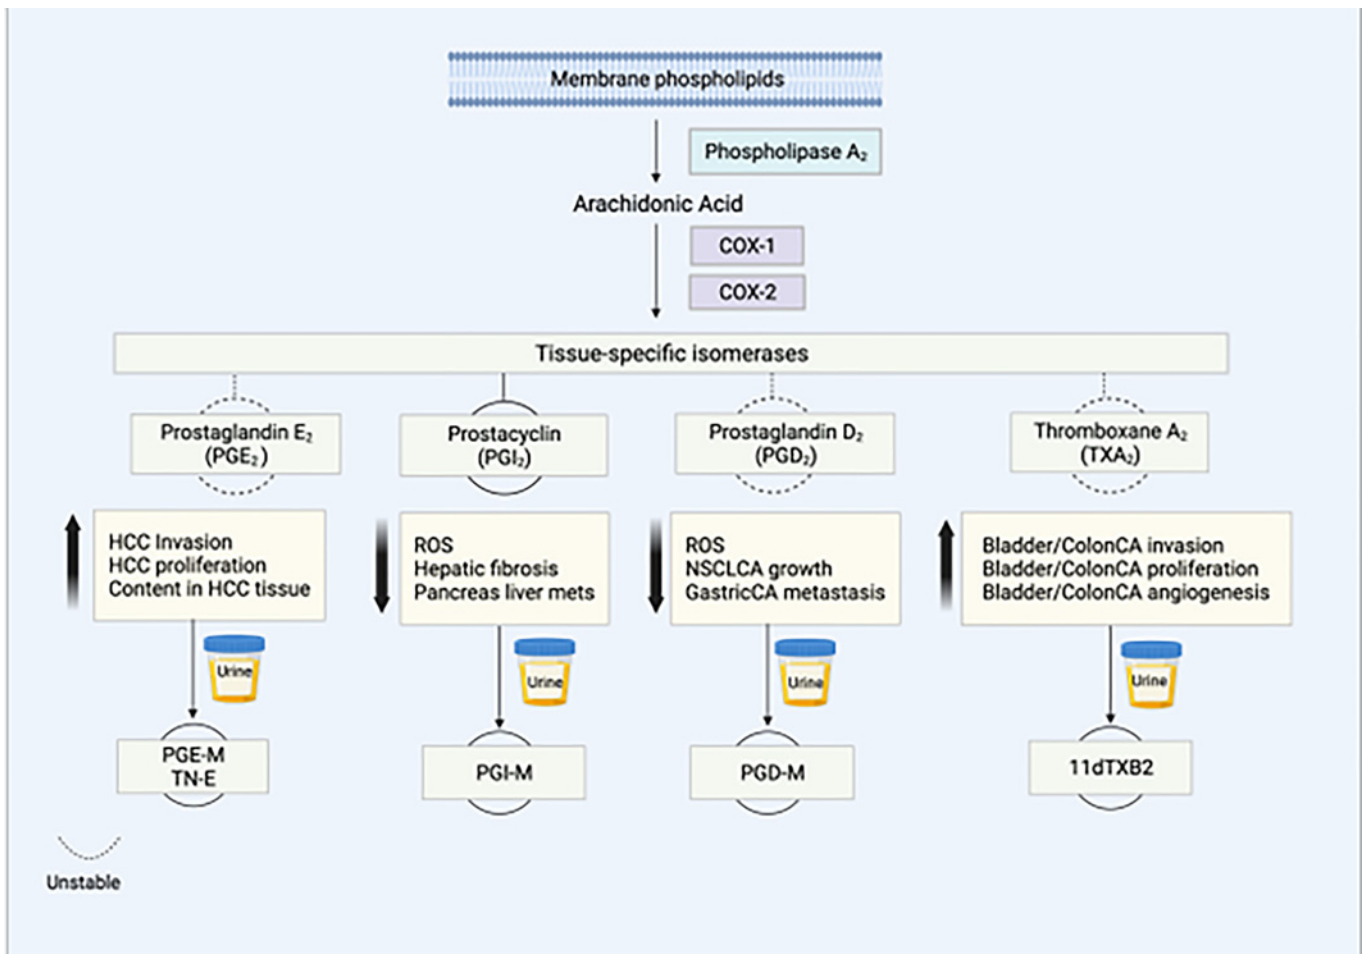 Membrane phospholipids
Phospholipase A₂
Arachidonic Acid
COX-1
COX-2
Tissue-specific isomerases
Prostaglandin E₂
(PGE₂)
Prostacyclin
(PGI₂)
Prostaglandin D₂
(PGD₂)
Thromboxane A₂
(TXA₂)
HCC Invasion
HCC proliferation
Content in HCC tissue
ROS
Hepatic fibrosis
Pancreas liver mets
ROS
NSCLCA growth
GastricCA metastasis
Bladder/ColonCA invasion
Bladder/ColonCA proliferation
Bladder/ColonCA angiogenesis
Urine
Urine
Urine
Urine
PGE-M
TN-E
PGI-M
PGD-M
11dTXB2
Unstable